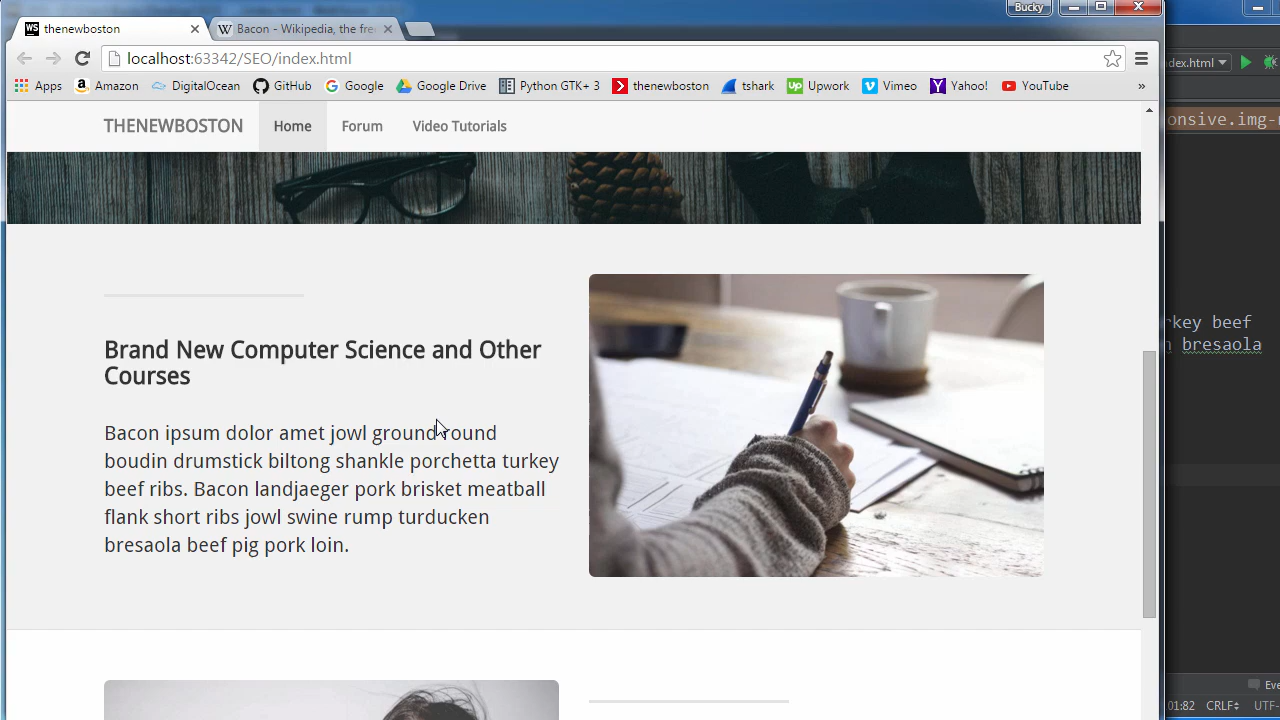 Bucky
thenewboston
Bacon - Wikipedia, the fre
localhost:63342/SEO/index.html
dex.html
Apps Amazon DigitalOcean GitHub Google Google Drive Python GTK+ 3 thenewboston tshark Upwork Vimeo Yahoo! YouTube »
THENEWBOSTON Home Forum Video Tutorials
onsive.img-
Brand New Computer Science and Other
Courses
Bacon ipsum dolor amet jowl ground round
boudin drumstick biltong shankle porchetta turkey
beef ribs. Bacon landjaeger pork brisket meatball
flank short ribs jowl swine rump turducken
bresaola beef pig pork loin.
rkey beef
bresaola
Eve
01:82 CRLF UTF-